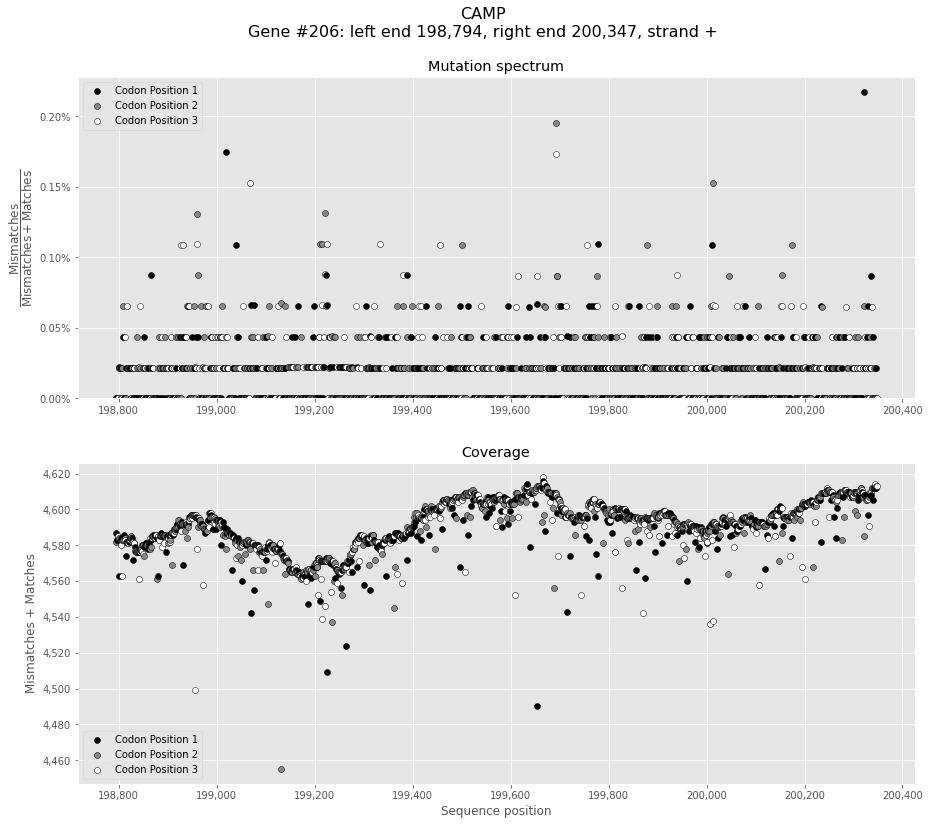 CAMP
Gene #206: left end 198,794, right end 200,347, strand +
Mutation spectrum
Codon Position 1
Codon Position 2
Codon Position 3
0.20%
0.15%
0.10%
0.05%
0.00%
Mismatches
Mismatches + Matches
198,800 199,000 199,200 199,400 199,600 199,800 200,000 200,200 200,400
Coverage
4,620
4,600
4,580
4,560
4,540
4,520
4,500
4,480
4,460
Mismatches + Matches
Codon Position 1
Codon Position 2
Codon Position 3
198,800 199,000 199,200 199,400 199,600 199,800 200,000 200,200 200,400
Sequence position